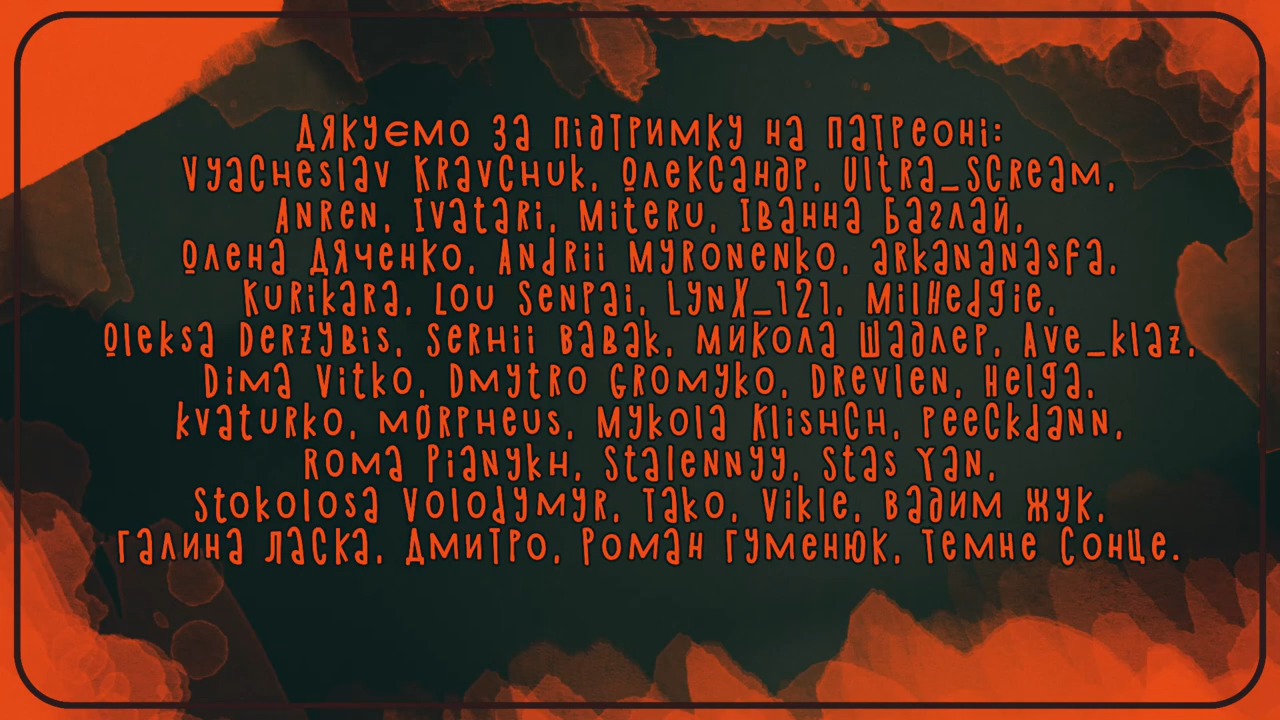 Дякуємо за підтримку на патреоні:
Vyacheslav Kravchuk, Олександр, Ultra_Scream,
Anren, Ivatari, Miteru, Іванна Баглай,
Олена Дяченко, Andrii Myronenko, arkananasfa,
Kurikara, Lou Senpai, Lynx_121, MilHedgie,
Oleksa Derzybis, Serhii Babak, Микола Шадлер, Ave_klaz,
Dima Vitko, Dmytro Gromyko, Drevlen, Helga,
kvaturko, mØrpheus, Mykola Klishch, Peeckdann,
Roma Pianykh, Stalennyy, Stas Yan,
Stokolosa Volodymyr, Tako, Vikle, Вадим Жук,
Галина Ласка, Дмитро, Роман Гуменюк, Темне Сонце.